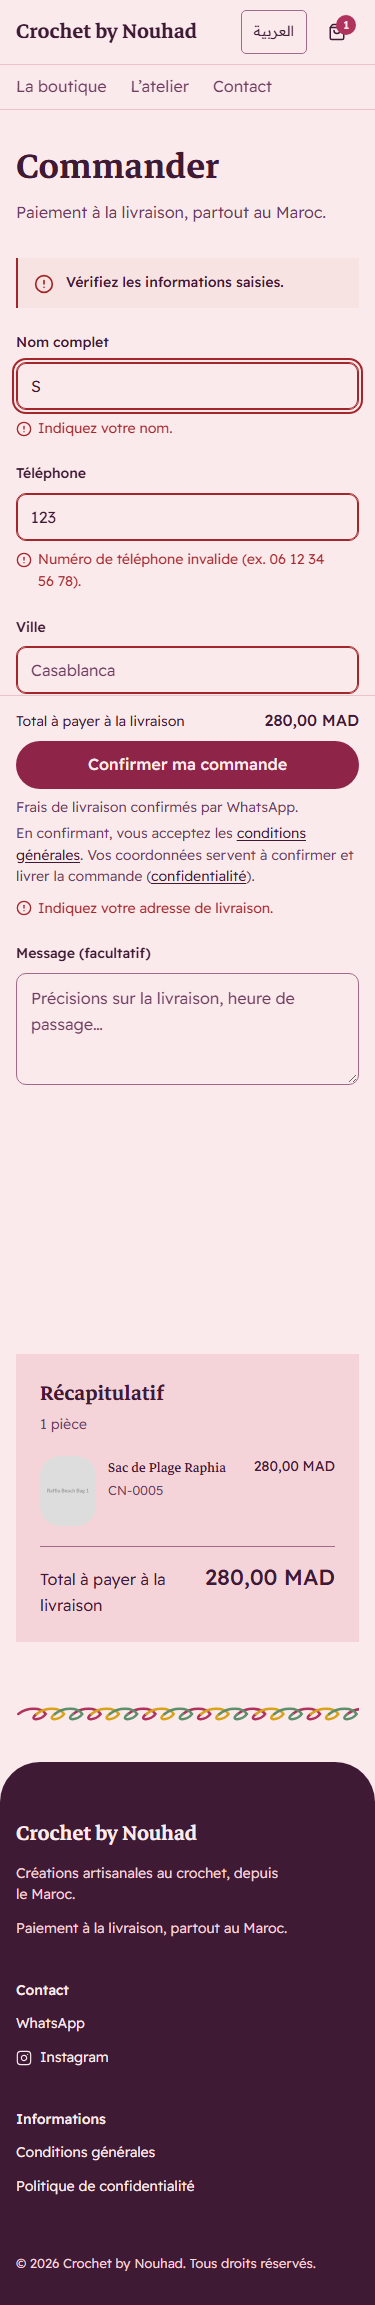 Crochet by Nouhad
العربية
1
La boutique
L’atelier
Contact
Commander
Paiement à la livraison, partout au Maroc.
Vérifiez les informations saisies.
Nom complet
S
Indiquez votre nom.
Téléphone
123
Numéro de téléphone invalide (ex. 06 12 34
56 78).
Ville
Casablanca
Total à payer à la livraison
280,00 MAD
Confirmer ma commande
Frais de livraison confirmés par WhatsApp.
En confirmant, vous acceptez les conditions
générales. Vos coordonnées servent à confirmer et
livrer la commande (confidentialité).
Indiquez votre adresse de livraison.
Message (facultatif)
Précisions sur la livraison, heure de
passage…
Récapitulatif
1 pièce
Raffia Beach Bag 1
Sac de Plage Raphia
280,00 MAD
CN-0005
Total à payer à la
livraison
280,00 MAD
Crochet by Nouhad
Créations artisanales au crochet, depuis
le Maroc.
Paiement à la livraison, partout au Maroc.
Contact
WhatsApp
Instagram
Informations
Conditions générales
Politique de confidentialité
© 2026 Crochet by Nouhad. Tous droits réservés.